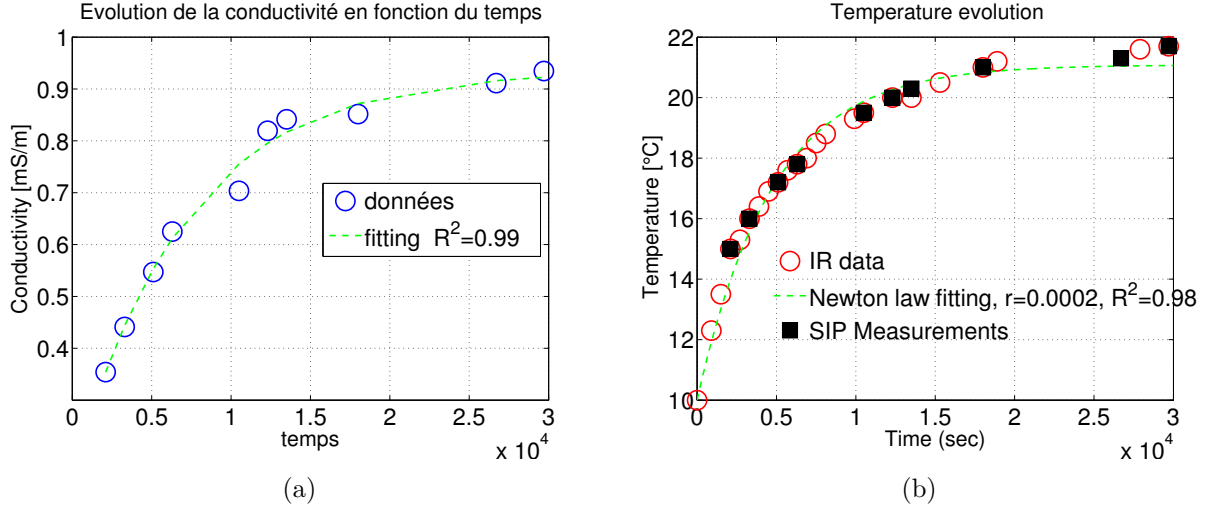 Evolution de la conductivité en fonction du temps
1
0.9
0.8
0.7
0.6
0.5
0.4
Conductivity [mS/m]
données
fitting R²=0.99
0 0.5 1 1.5 2 2.5 3
temps
x 10⁴
(a)
Temperature evolution
22
20
18
16
14
12
10
Temperature [°C]
IR data
Newton law fitting, r=0.0002, R²=0.98
SIP Measurements
0 0.5 1 1.5 2 2.5 3
Time (sec)
x 10⁴
(b)